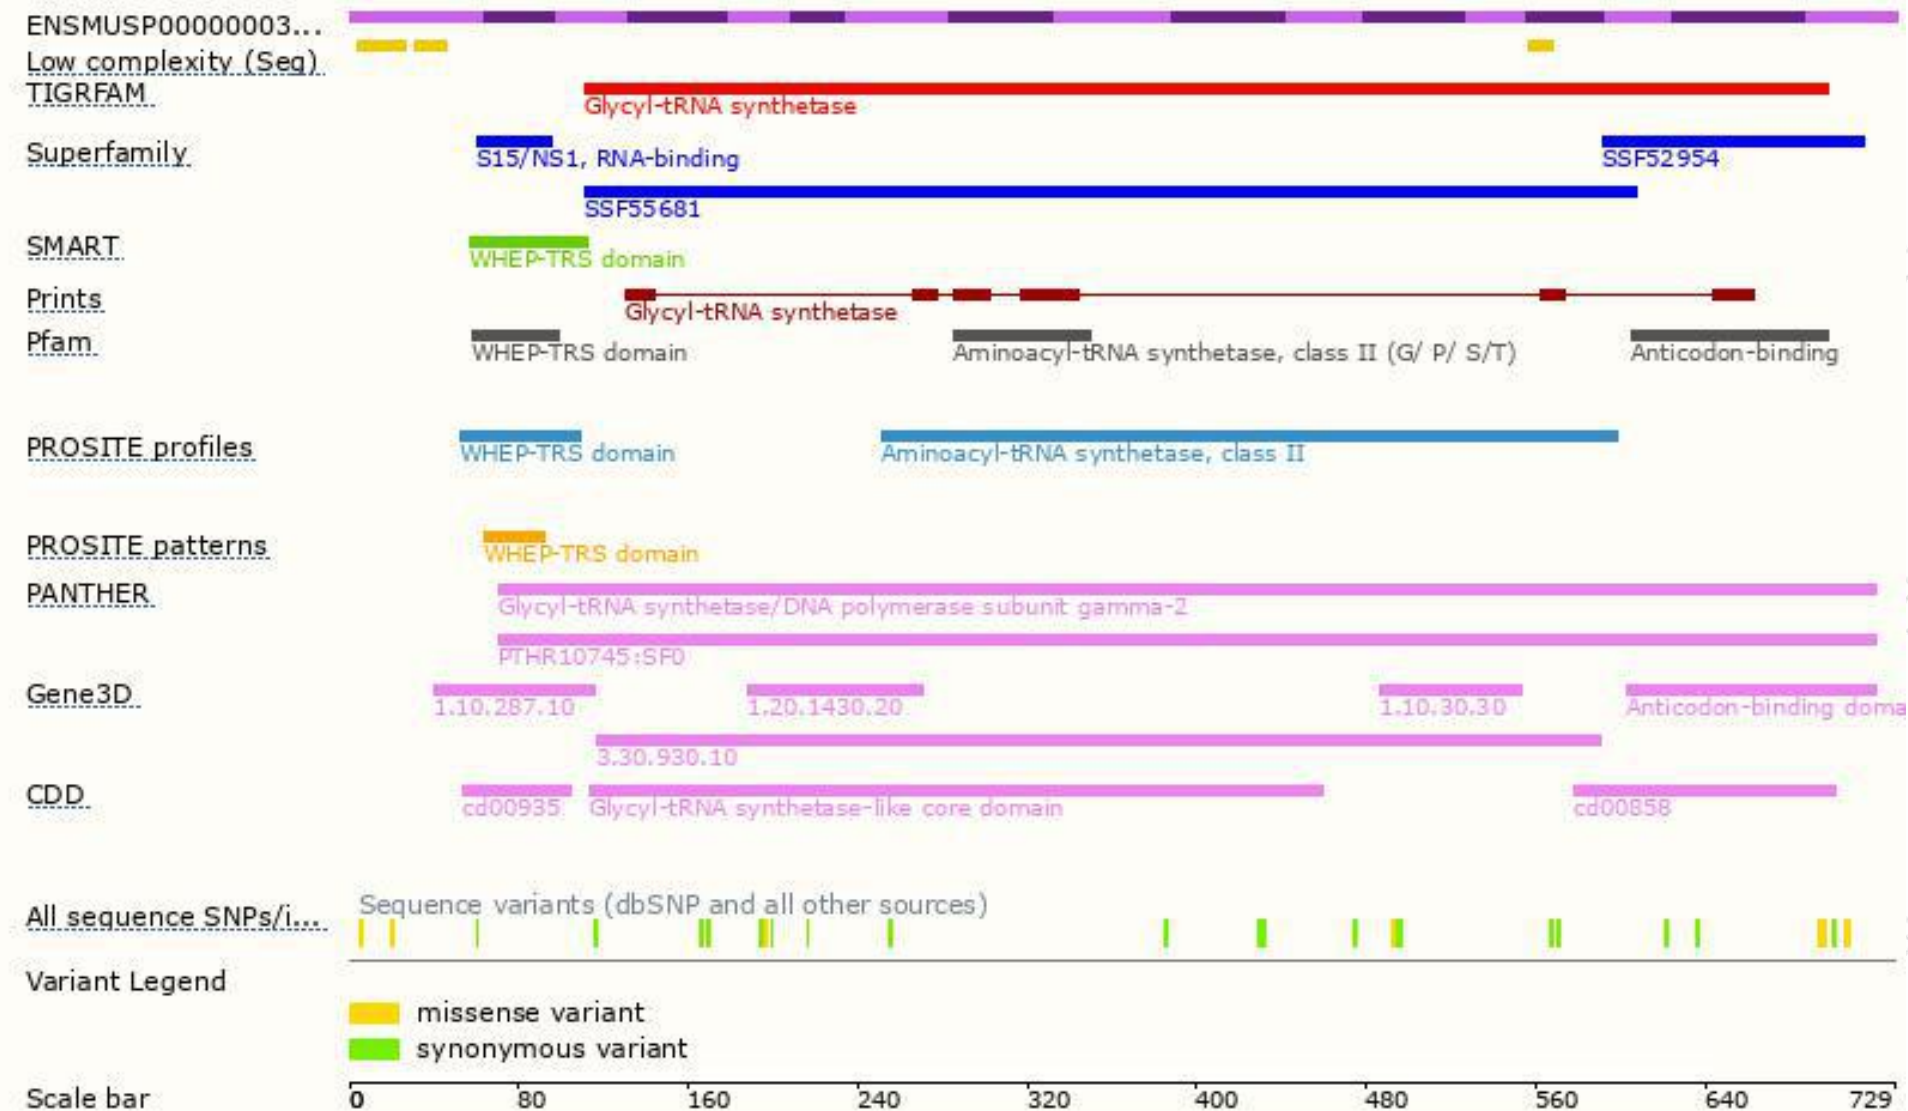 ENSMUSP00000003...
Low complexity (Seg)
TIGRFAM
Glycyl-tRNA synthetase
Superfamily
S15/NS1, RNA-binding
SSF52954
SSF55681
SMART
WHEP-TRS domain
Prints
Glycyl-tRNA synthetase
Pfam
WHEP-TRS domain
Aminoacyl-tRNA synthetase, class II (G/ P/ S/T)
Anticodon-binding
PROSITE profiles
WHEP-TRS domain
Aminoacyl-tRNA synthetase, class II
PROSITE patterns
WHEP-TRS domain
PANTHER
Glycyl-tRNA synthetase/DNA polymerase subunit gamma-2
PTHR10745:SF0
Gene3D
1.10.287.10
1.20.1430.20
1.10.30.30
Anticodon-binding doma
3.30.930.10
CDD
cd00935
Glycyl-tRNA synthetase-like core domain
cd00858
Sequence variants (dbSNP and all other sources)
All sequence SNPs/i...
Variant Legend
missense variant
synonymous variant
Scale bar
0 80 160 240 320 400 480 560 640 729